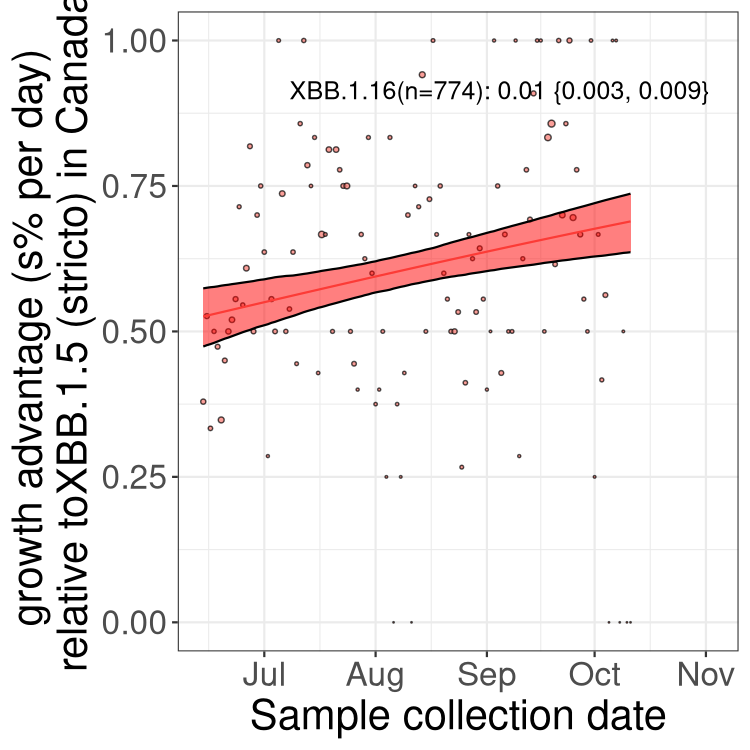 growth advantage (s% per day)
relative toXBB.1.5 (stricto) in Canada
1.00
XBB.1.16(n=774): 0.01 {0.003, 0.009}
0.75
0.50
0.25
0.00
Jul Aug Sep Oct Nov
Sample collection date